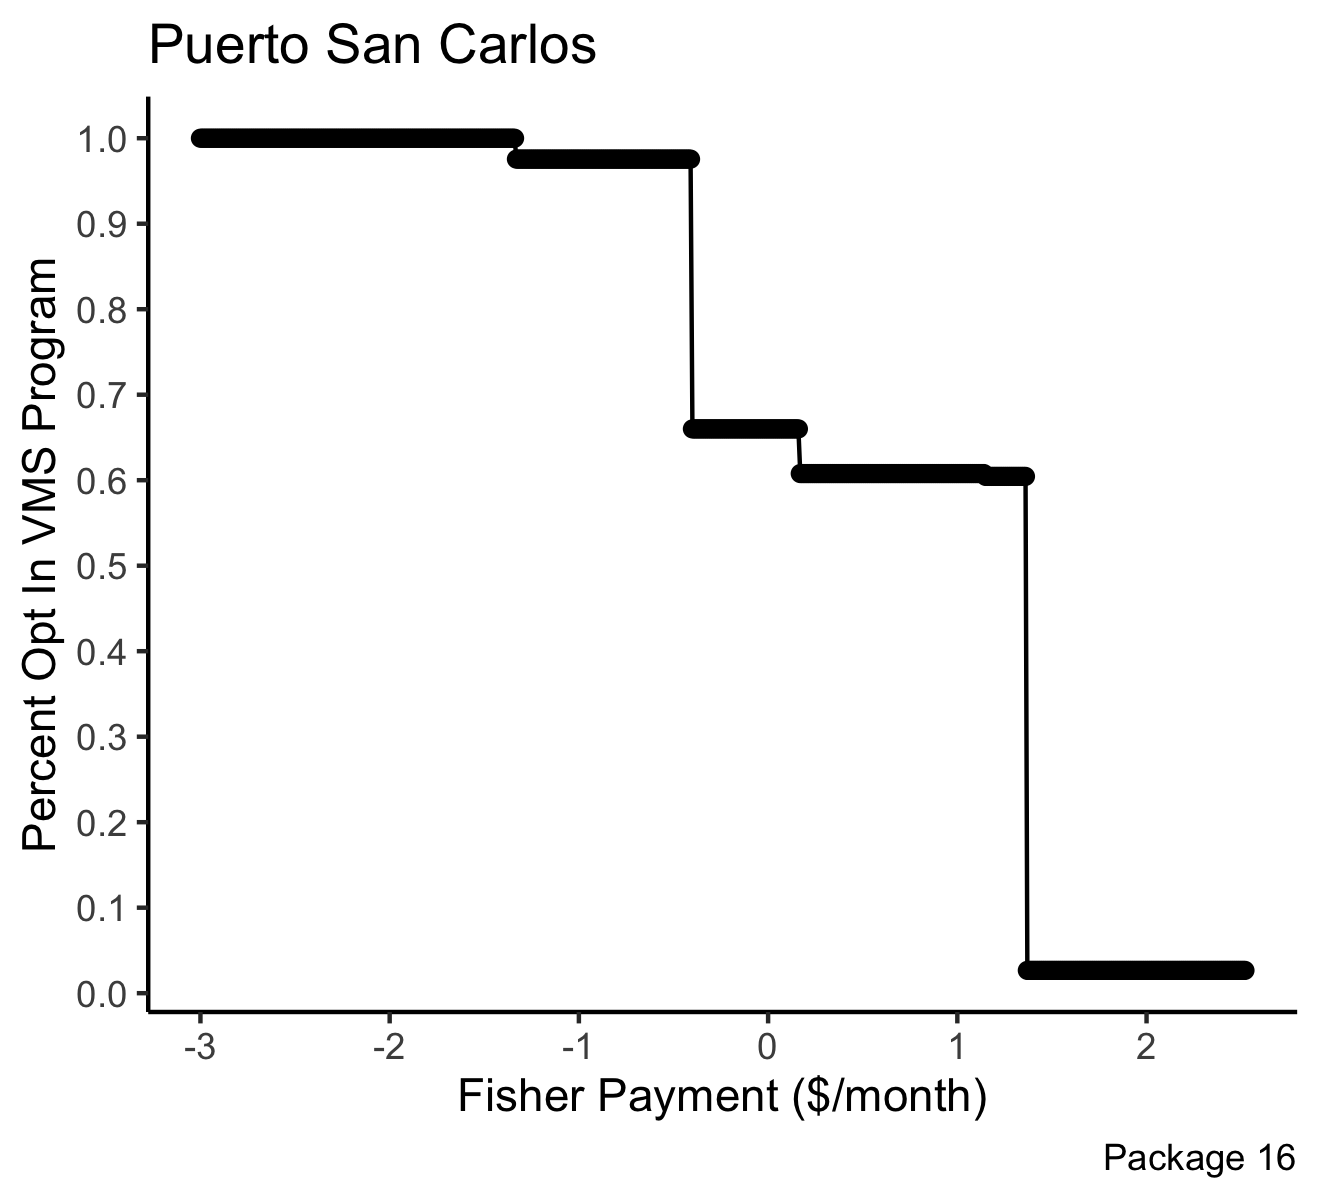 Puerto San Carlos
Percent Opt In VMS Program
1.0
0.9
0.8
0.7
0.6
0.5
0.4
0.3
0.2
0.1
0.0
-3 -2 -1 0 1 2
Fisher Payment ($/month)
Package 16